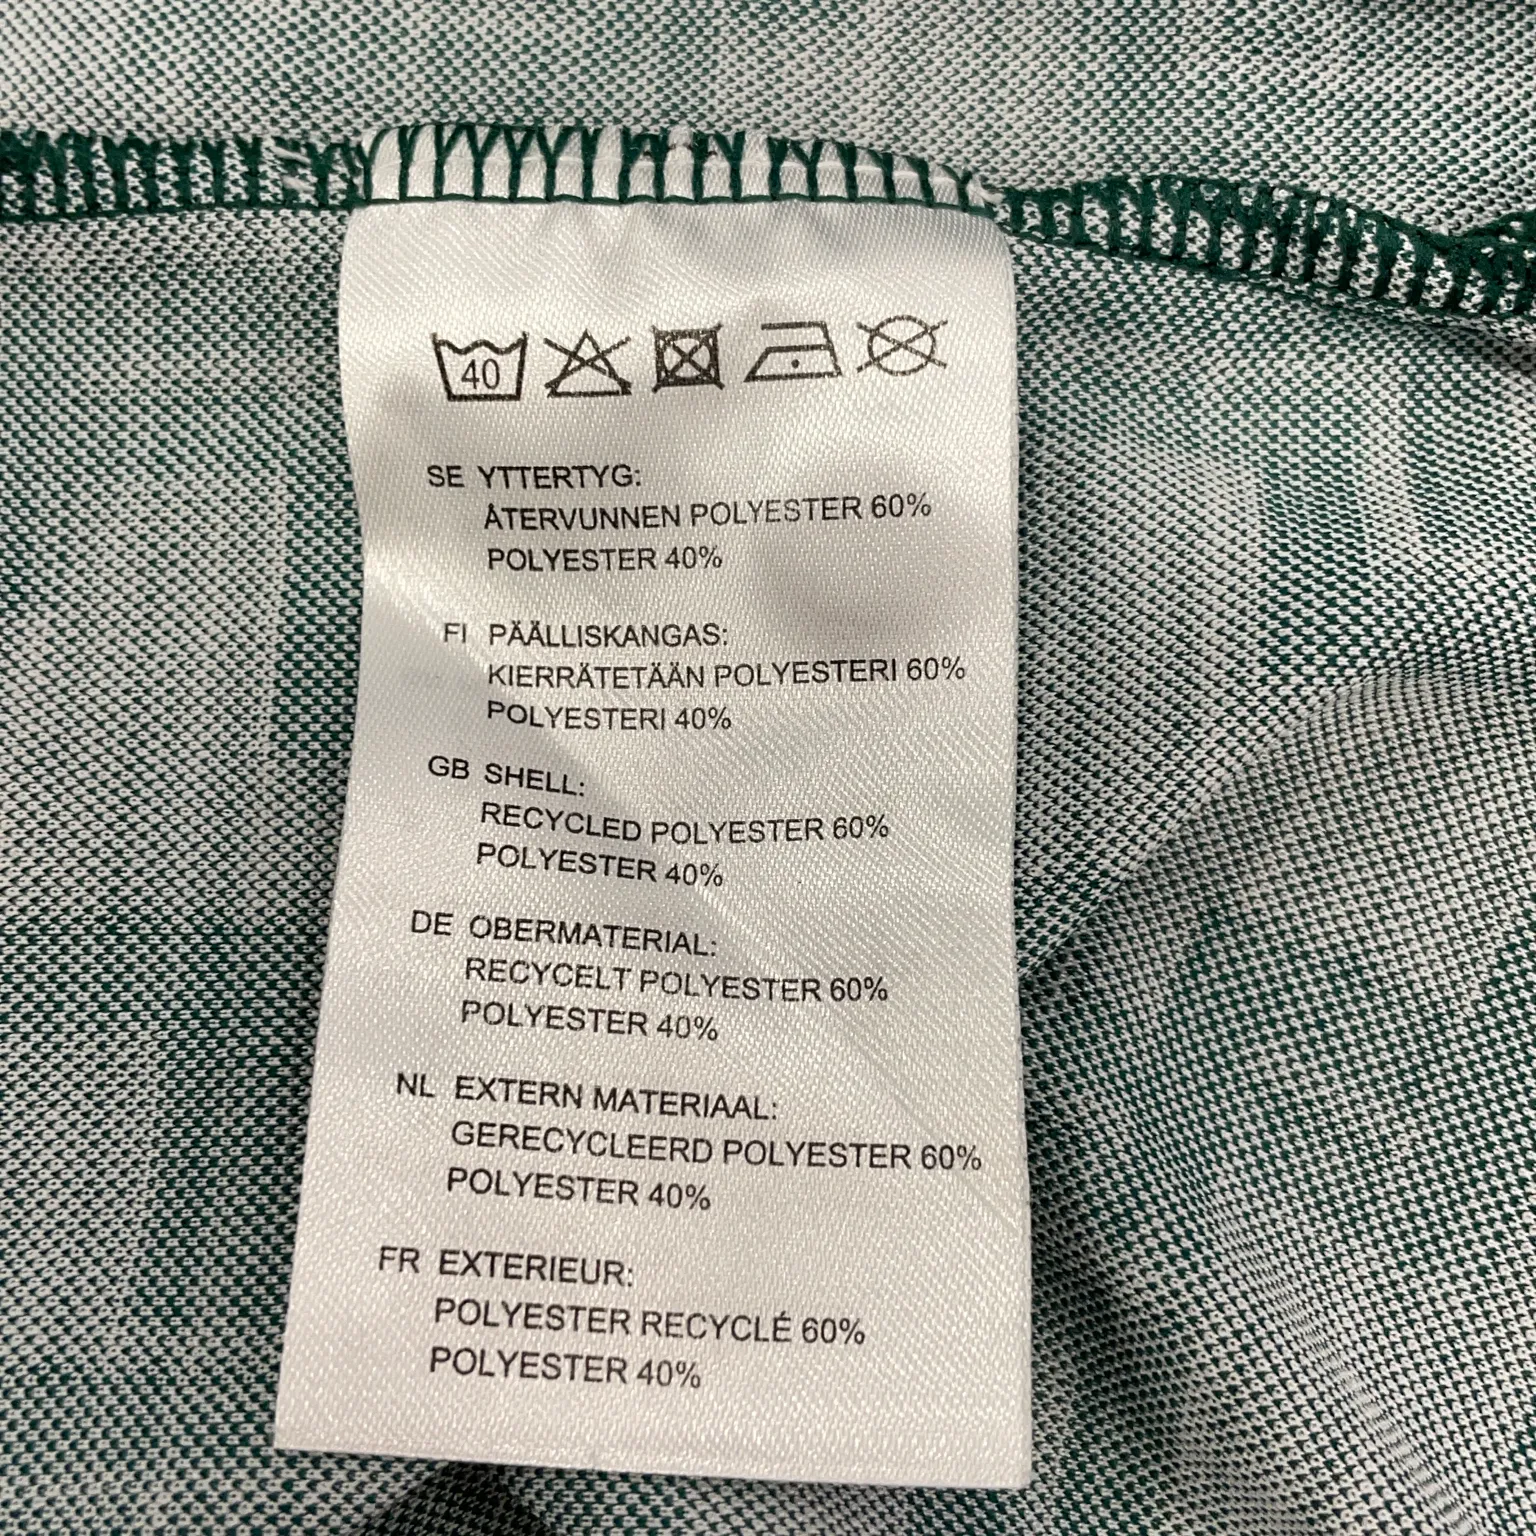 40
SE YTTERTYG:
ÅTERVUNNEN POLYESTER 60%
POLYESTER 40%
FI PÄÄLLISKANGAS:
KIERRÄTETÄÄN POLYESTERI 60%
POLYESTERI 40%
GB SHELL:
RECYCLED POLYESTER 60%
POLYESTER 40%
DE OBERMATERIAL:
RECYCELT POLYESTER 60%
POLYESTER 40%
NL EXTERN MATERIAAL:
GERECYCLEERD POLYESTER 60%
POLYESTER 40%
FR EXTERIEUR:
POLYESTER RECYCLÉ 60%
POLYESTER 40%